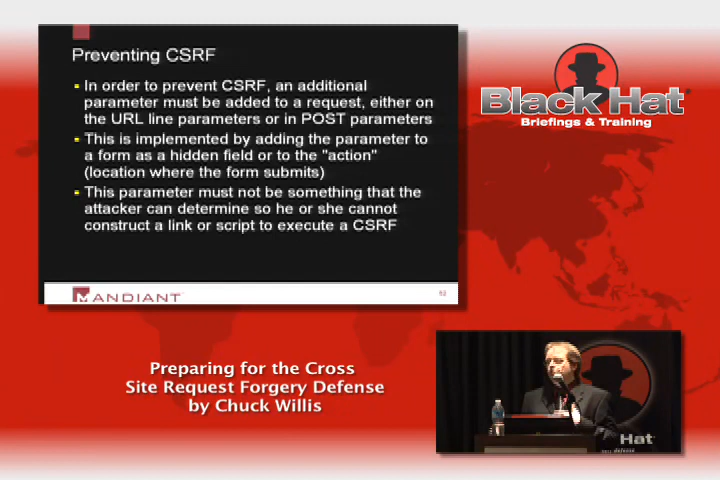 Preventing CSRF
In order to prevent CSRF, an additional
parameter must be added to a request, either on
the URL line parameters or in POST parameters
This is implemented by adding the parameter to
a form as a hidden field or to the "action"
(location where the form submits)
This parameter must not be something that the
attacker can determine so he or she cannot
construct a link or script to execute a CSRF
MANDIANT
Black Hat
Briefings & Training
Preparing for the Cross
Site Request Forgery Defense
by Chuck Willis
Hat